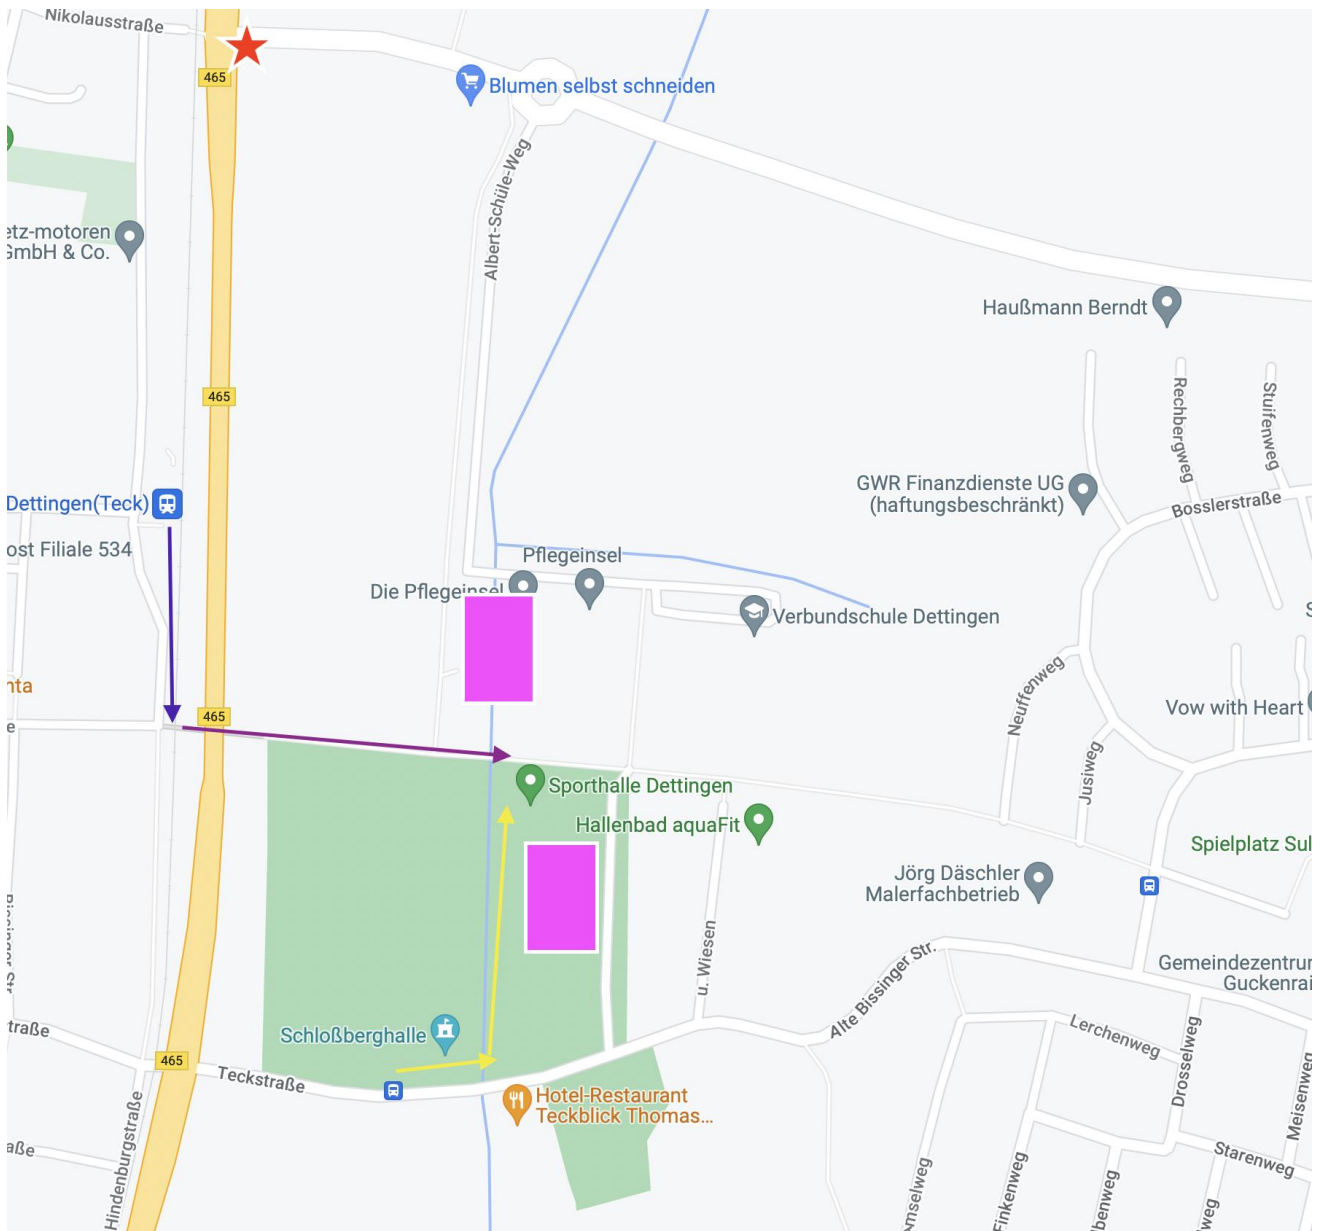 Nikolausstraße
465
Blumen selbst schneiden
Albert-Schüle-Weg
etz-motoren
GmbH & Co.
Haußmann Berndt
465
Rechbergweg
Stuifenweg
GWR Finanzdienste UG
(haftungsbeschränkt)
Bosslerstraße
Dettingen(Teck)
ost Filiale 534
Pflegeinsel
Die Pflegeinsel
Verbundschule Dettingen
Neuffenweg
nta
465
Vow with Heart
e
Jusiweg
Sporthalle Dettingen
Hallenbad aquaFit
Spielplatz Sul
Jörg Däschler
Malerfachbetrieb
u. Wiesen
Alte Bissinger Str.
Gemeindezentrum
Guckenrai
traße
Schloßberghalle
Lerchenweg
Drosselweg
465
Teckstraße
Hotel-Restaurant
Teckblick Thomas...
Meisenweg
Hindenburgstraße
aße
Starenweg
Finkenweg
benweg
weg